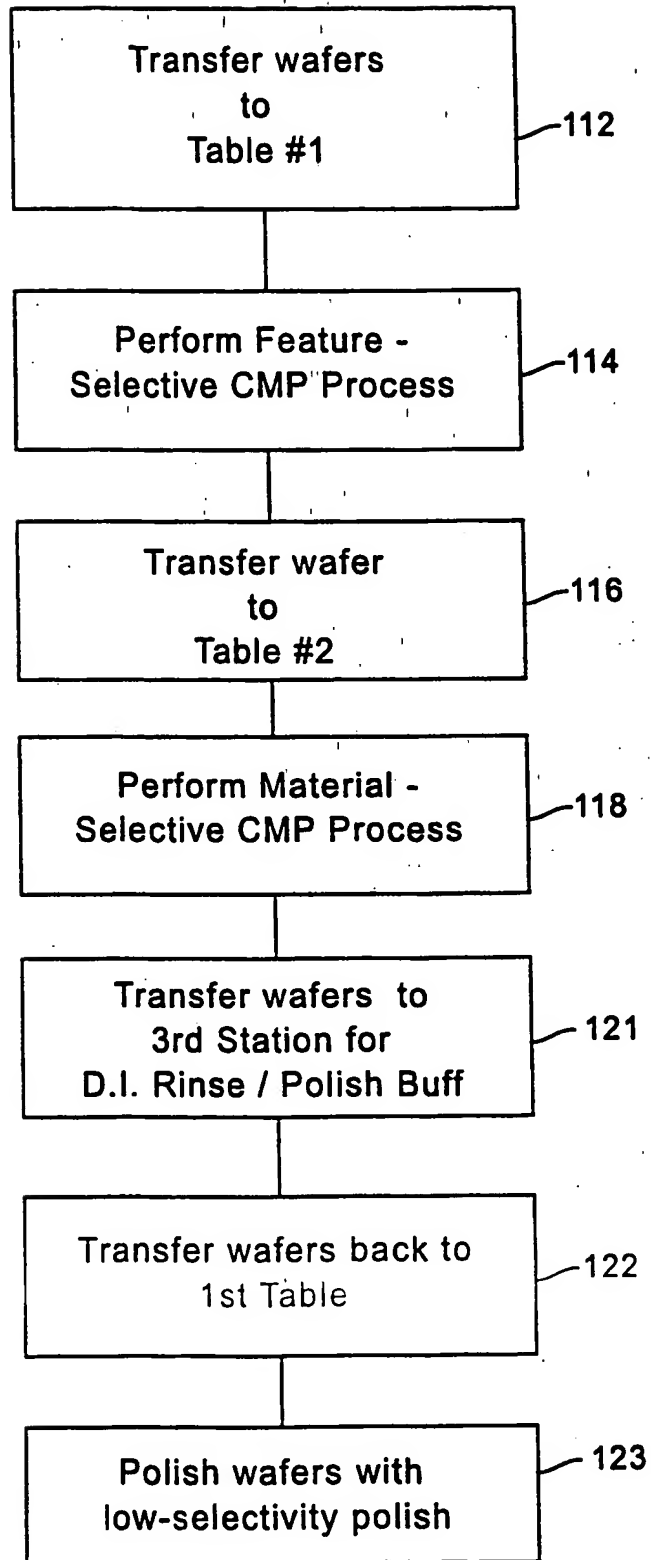 Transfer wafers
to
Table #1
112
Perform Feature -
Selective CMP Process
114
Transfer wafer
to
Table #2
116
Perform Material -
Selective CMP Process
118
Transfer wafers to
3rd Station for
D.I. Rinse / Polish Buff
121
Transfer wafers back to
1st Table
122
Polish wafers with
low-selectivity polish
123